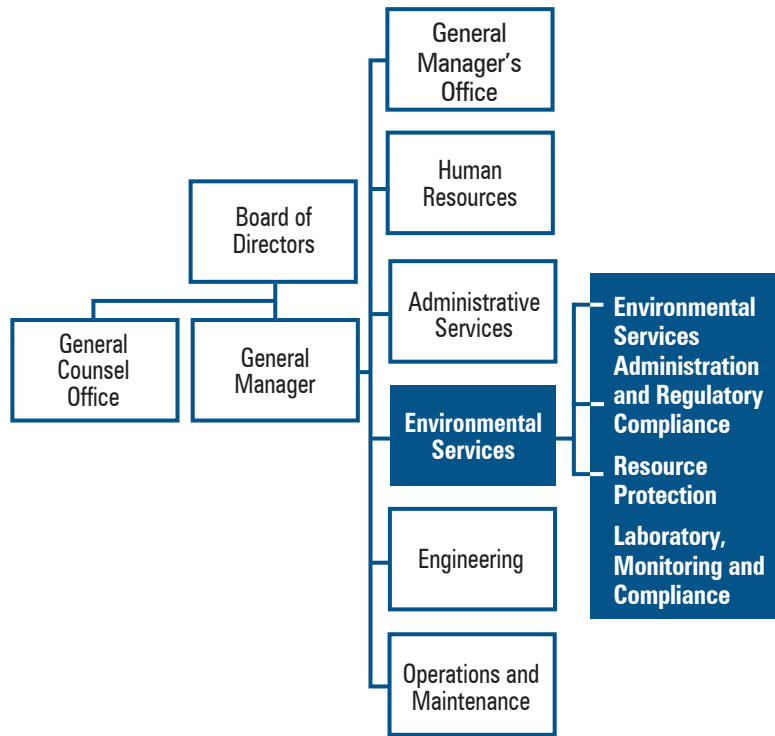 General
Manager's
Office
Human
Resources
Board of
Directors
Administrative
Services
General
Counsel
Office
General
Manager
Environmental
Services
Environmental
Services
Administration
and Regulatory
Compliance
Resource
Protection
Laboratory,
Monitoring and
Compliance
Engineering
Operations and
Maintenance